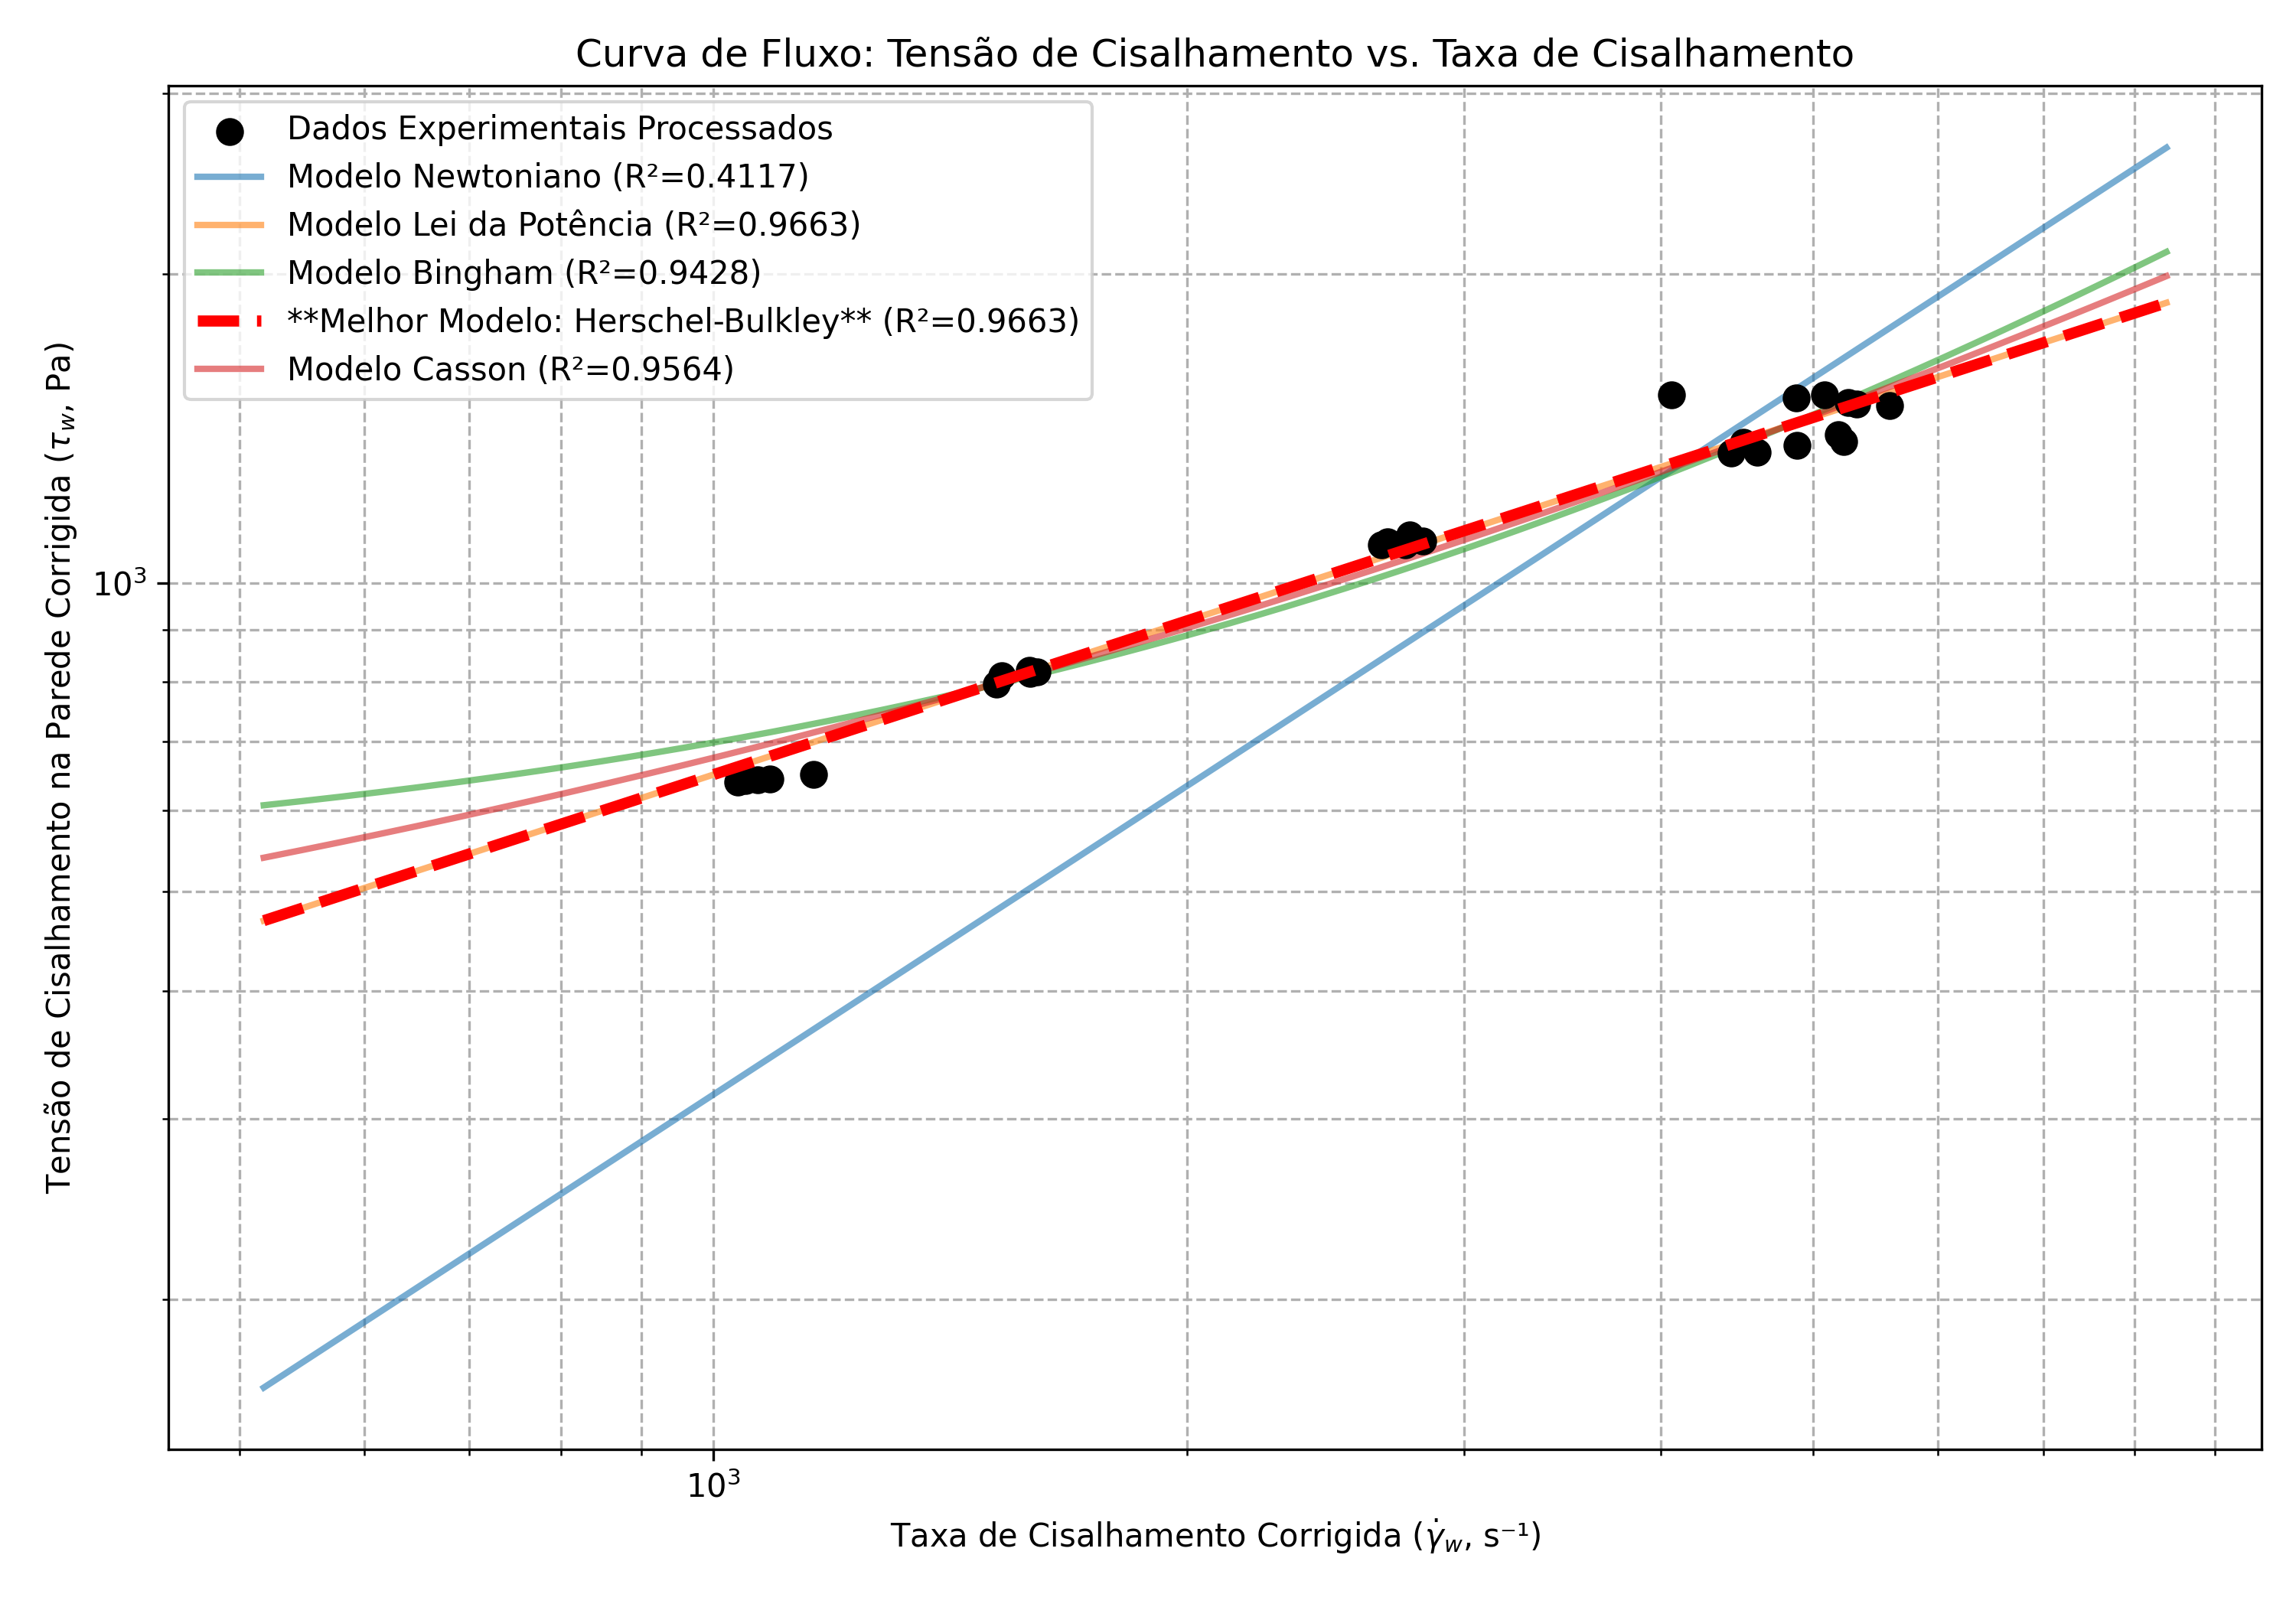 Curva de Fluxo: Tensão de Cisalhamento vs. Taxa de Cisalhamento
Dados Experimentais Processados
Modelo Newtoniano (R²=0.4117)
Modelo Lei da Potência (R²=0.9663)
Modelo Bingham (R²=0.9428)
**Melhor Modelo: Herschel-Bulkley** (R²=0.9663)
Modelo Casson (R²=0.9564)
Tensão de Cisalhamento na Parede Corrigida (τ_w, Pa)
10³
10³
Taxa de Cisalhamento Corrigida (γ̇_w, s⁻¹)